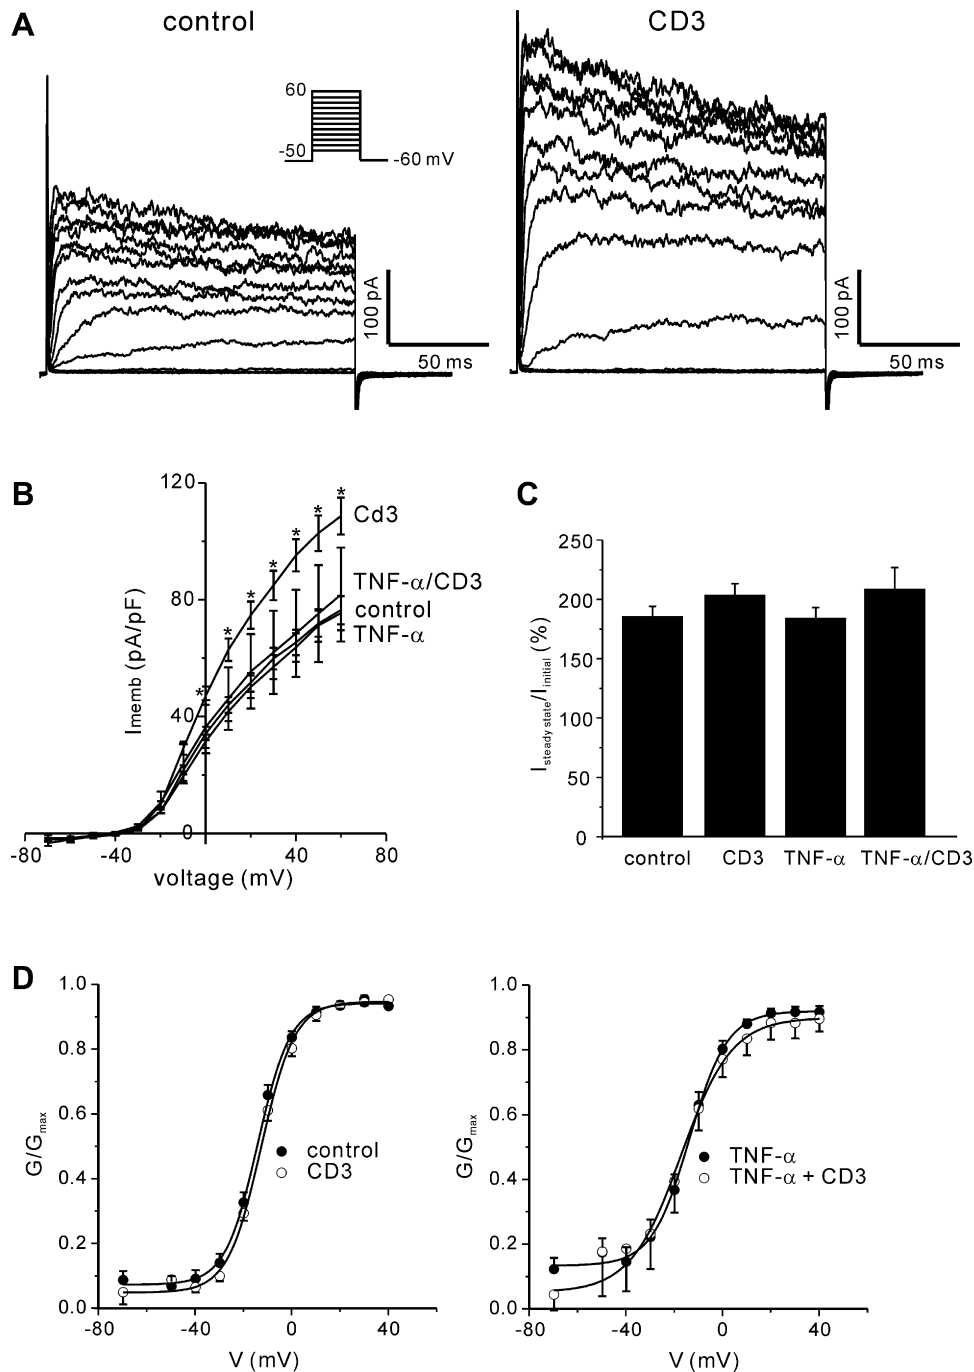 A
control
CD3
60
-50
-60 mV
100 pA
50 ms
100 pA
50 ms
B
120
80
40
0
-80
-40
0
40
80
Imemb (pA/pF)
voltage (mV)
*
*
*
*
*
*
*
Cd3
TNF-α/CD3
control
TNF-α
C
250
200
150
100
50
0
Isteady state/Iinitial (%)
control
CD3
TNF-α
TNF-α/CD3
D
1.0
0.8
0.6
0.4
0.2
0.0
G/Gmax
-80
-40
0
40
V (mV)
control
CD3
1.0
0.8
0.6
0.4
0.2
0.0
G/Gmax
-80
-40
0
40
V (mV)
TNF-α
TNF-α + CD3